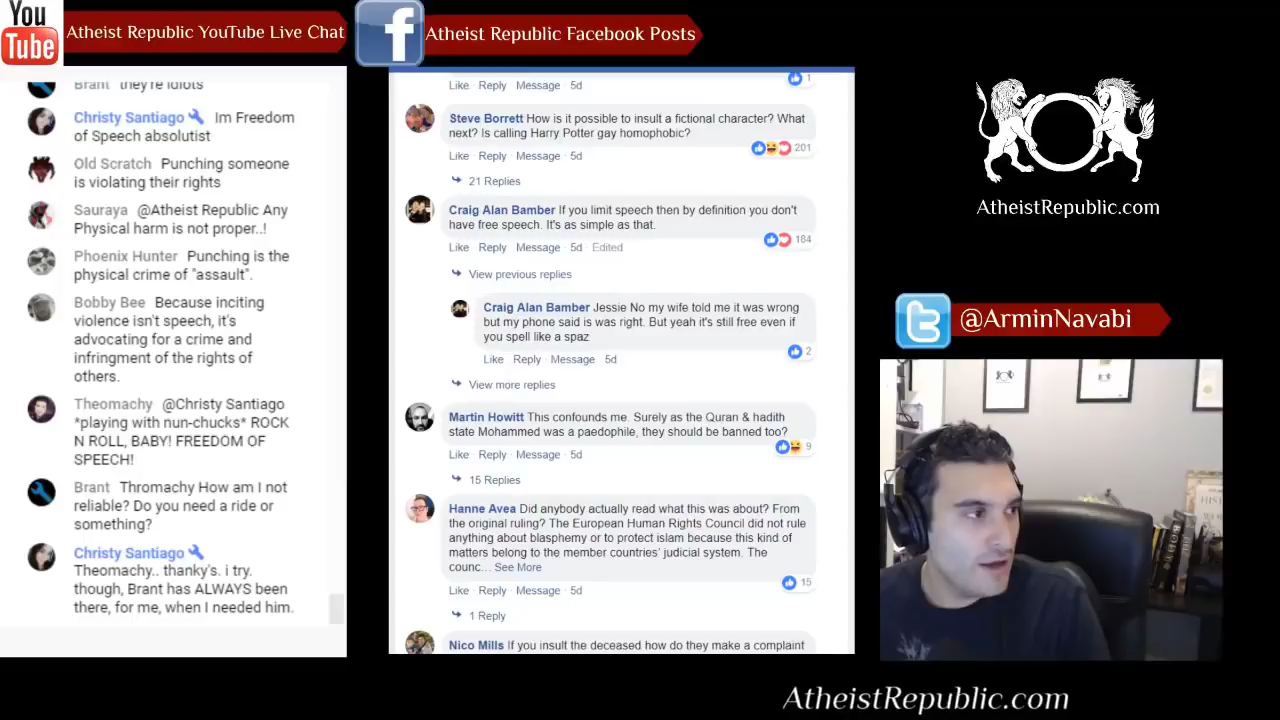 You
Tube
Atheist Republic YouTube Live Chat
f
Atheist Republic Facebook Posts
Brant they're idiots
Christy Santiago Im Freedom
of Speech absolutist
Old Scratch Punching someone
is violating their rights
Sauraya @Atheist Republic Any
Physical harm is not proper..!
Phoenix Hunter Punching is the
physical crime of "assault".
Bobby Bee Because inciting
violence isn't speech, it's
advocating for a crime and
infringment of the rights of
others.
Theomachy @Christy Santiago
*playing with nun-chucks* ROCK
N ROLL, BABY! FREEDOM OF
SPEECH!
Brant Thromachy How am I not
reliable? Do you need a ride or
something?
Christy Santiago
Theomachy.. thanky's. i try.
though, Brant has ALWAYS been
there, for me, when I needed him.
Like Reply Message 5d
1
Steve Borrett How is it possible to insult a fictional character? What
next? Is calling Harry Potter gay homophobic?
201
Like Reply Message 5d
21 Replies
Craig Alan Bamber If you limit speech then by definition you don't
have free speech. It's as simple as that.
184
Like Reply Message 5d Edited
View previous replies
Craig Alan Bamber Jessie No my wife told me it was wrong
but my phone said is was right. But yeah it's still free even if
you spell like a spaz
2
Like Reply Message 5d
View more replies
Martin Howitt This confounds me. Surely as the Quran & hadith
state Mohammed was a paedophile, they should be banned too?
9
Like Reply Message 5d
15 Replies
Hanne Avea Did anybody actually read what this was about? From
the original ruling? The European Human Rights Council did not rule
anything about blasphemy or to protect islam because this kind of
matters belong to the member countries' judicial system. The
counc... See More
15
Like Reply Message 5d
1 Reply
Nico Mills If you insult the deceased how do they make a complaint
AtheistRepublic.com
@ArminNavabi
AtheistRepublic.com